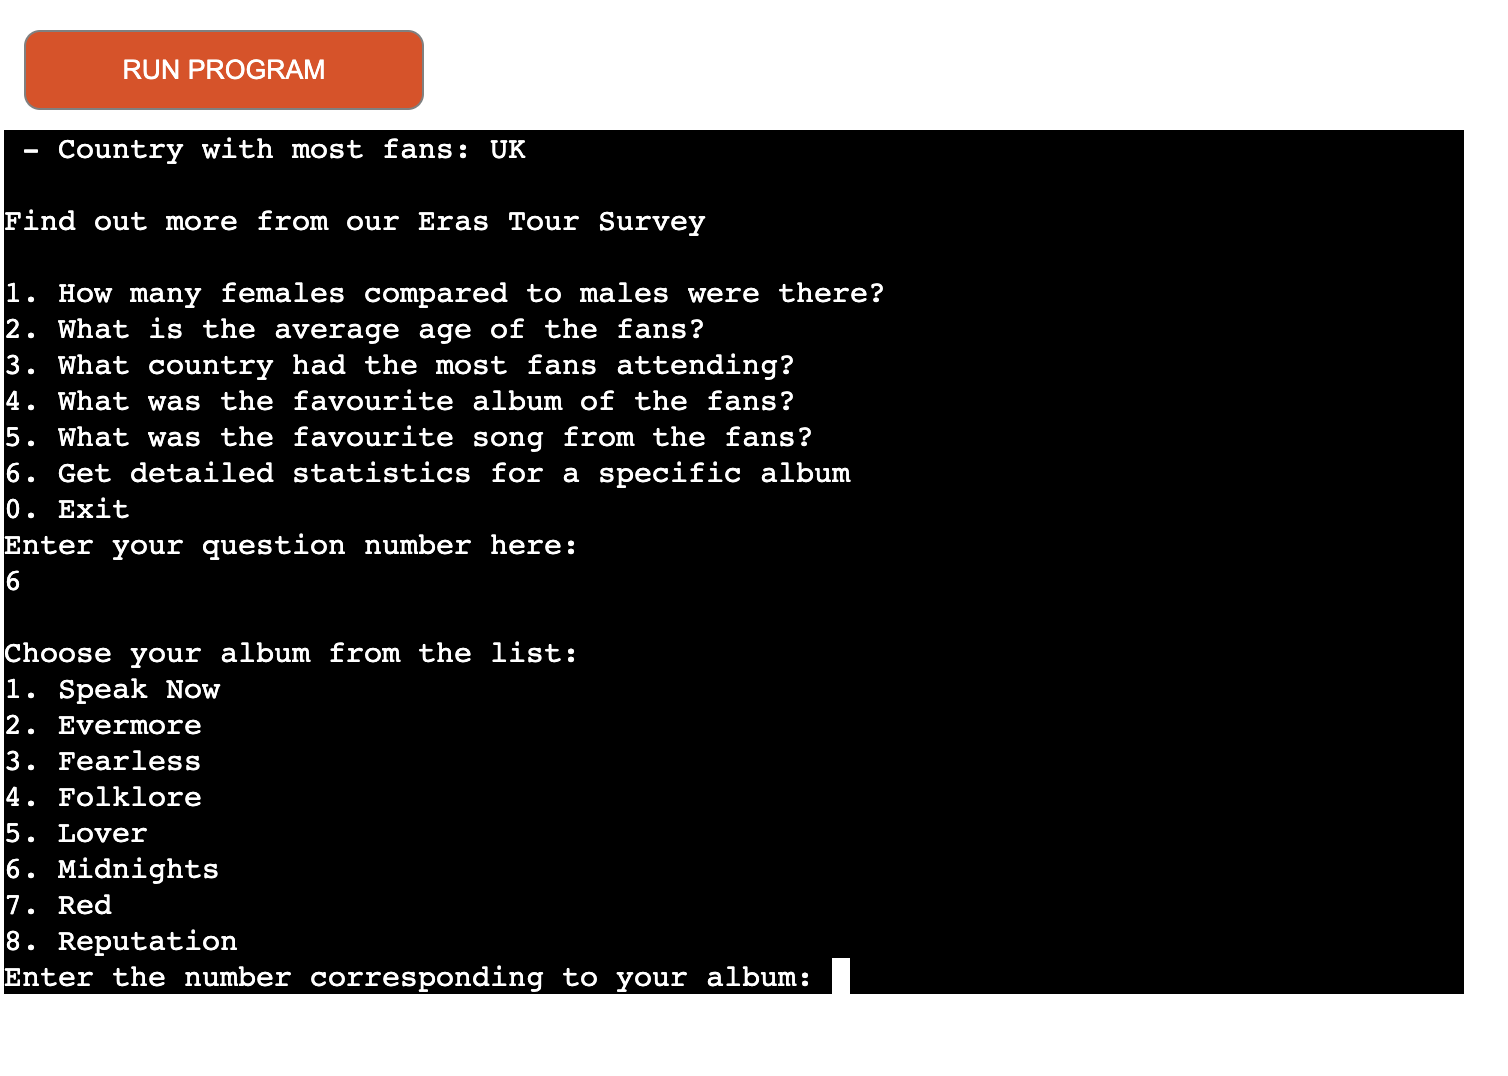 RUN PROGRAM
- Country with most fans: UK
Find out more from our Eras Tour Survey
1. How many females compared to males were there?
2. What is the average age of the fans?
3. What country had the most fans attending?
4. What was the favourite album of the fans?
5. What was the favourite song from the fans?
6. Get detailed statistics for a specific album
0. Exit
Enter your question number here:
6
Choose your album from the list:
1. Speak Now
2. Evermore
3. Fearless
4. Folklore
5. Lover
6. Midnights
7. Red
8. Reputation
Enter the number corresponding to your album: